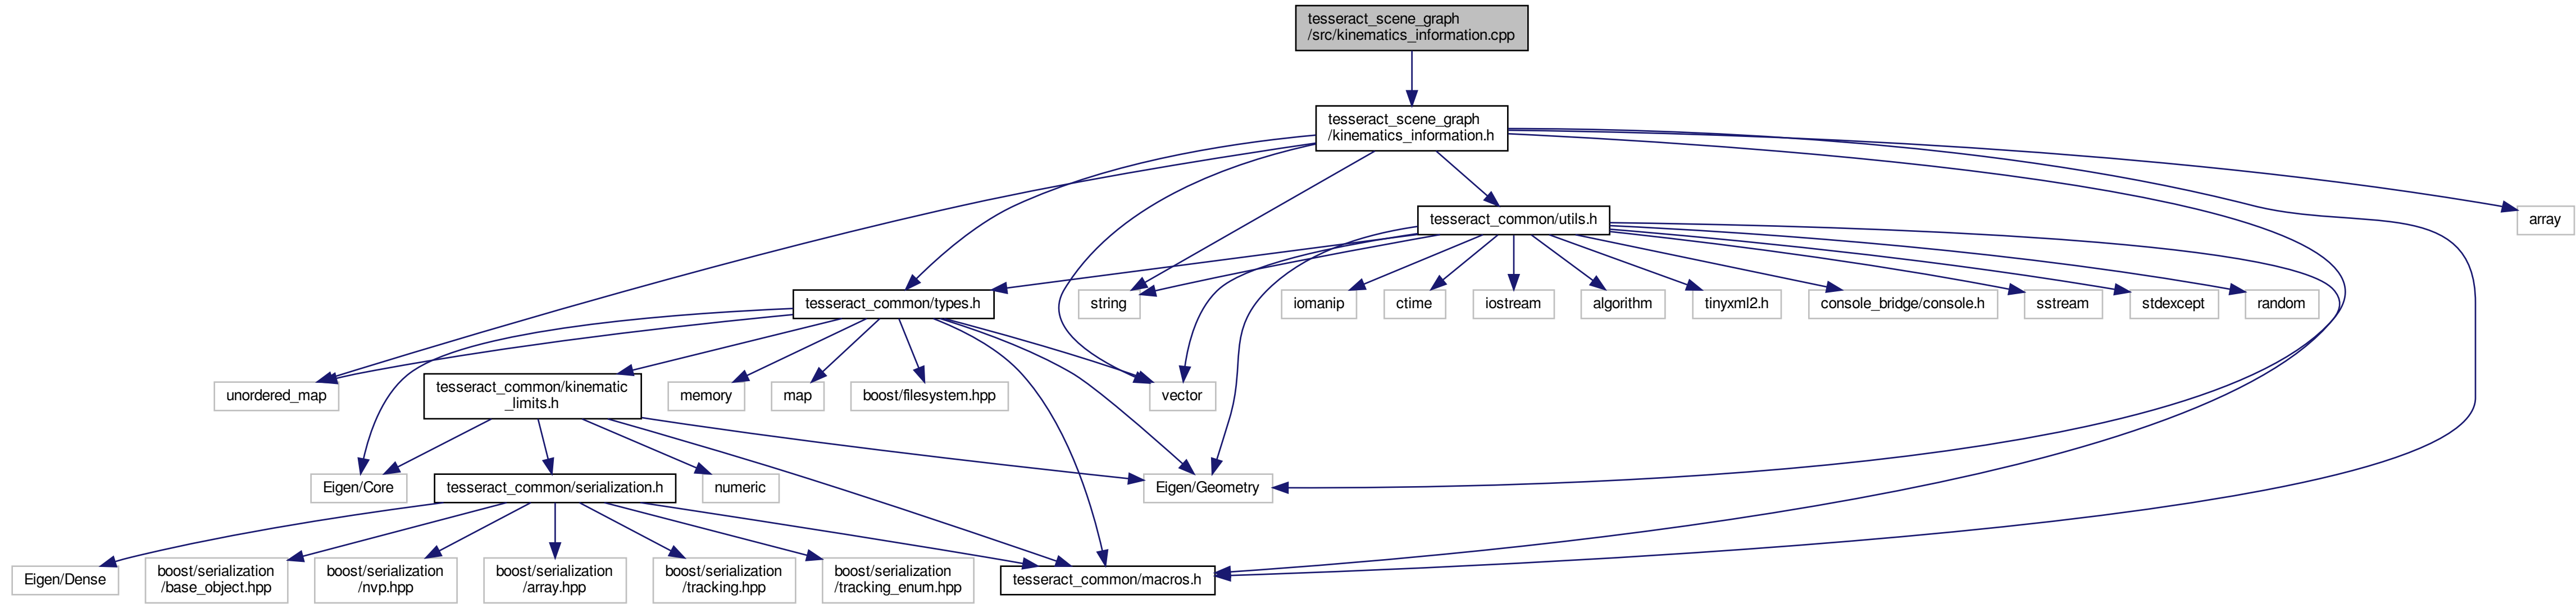 tesseract_scene_graph
/src/kinematics_information.cpp
tesseract_scene_graph
/kinematics_information.h
tesseract_common/utils.h
array
tesseract_common/types.h
string
iomanip
ctime
iostream
algorithm
tinyxml2.h
console_bridge/console.h
sstream
stdexcept
random
unordered_map
tesseract_common/kinematic
_limits.h
memory
map
boost/filesystem.hpp
vector
Eigen/Core
tesseract_common/serialization.h
numeric
Eigen/Geometry
Eigen/Dense
boost/serialization
/base_object.hpp
boost/serialization
/nvp.hpp
boost/serialization
/array.hpp
boost/serialization
/tracking.hpp
boost/serialization
/tracking_enum.hpp
tesseract_common/macros.h